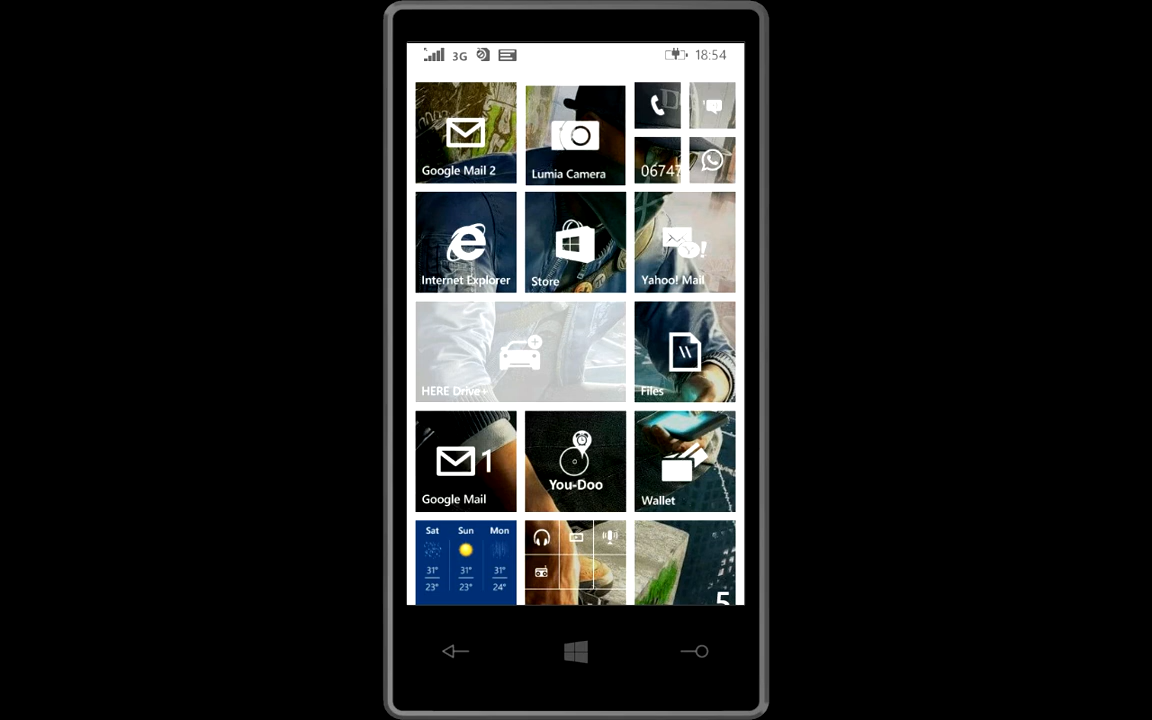 3G
18:54
Google Mail 2
Lumia Camera
06747
Internet Explorer
Store
Yahoo! Mail
HERE Drive+
Files
1
Google Mail
You-Doo
Wallet
Sat Sun Mon
31° 31° 31°
23° 23° 24°
5